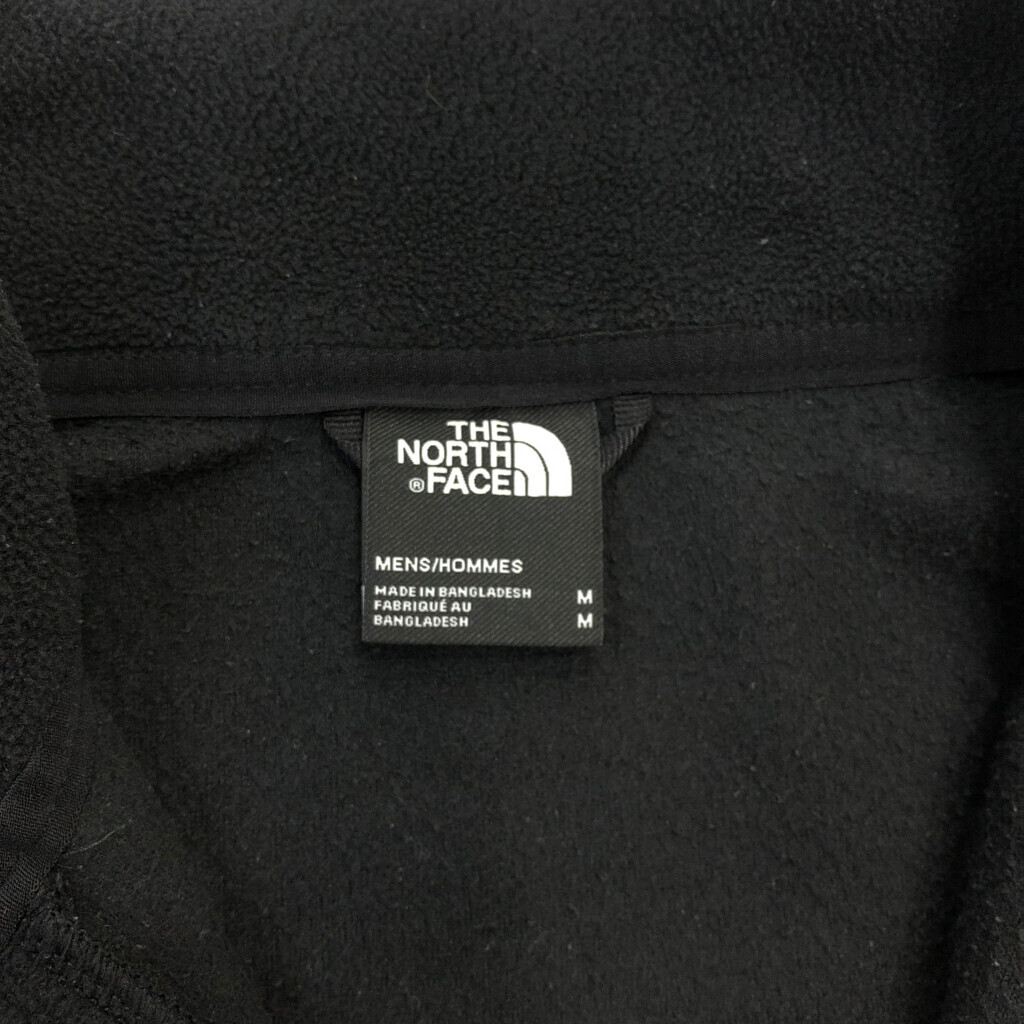 THE
NORTH
®FACE
MENS/HOMMES
MADE IN BANGLADESH M
FABRIQUÉ AU
BANGLADESH M